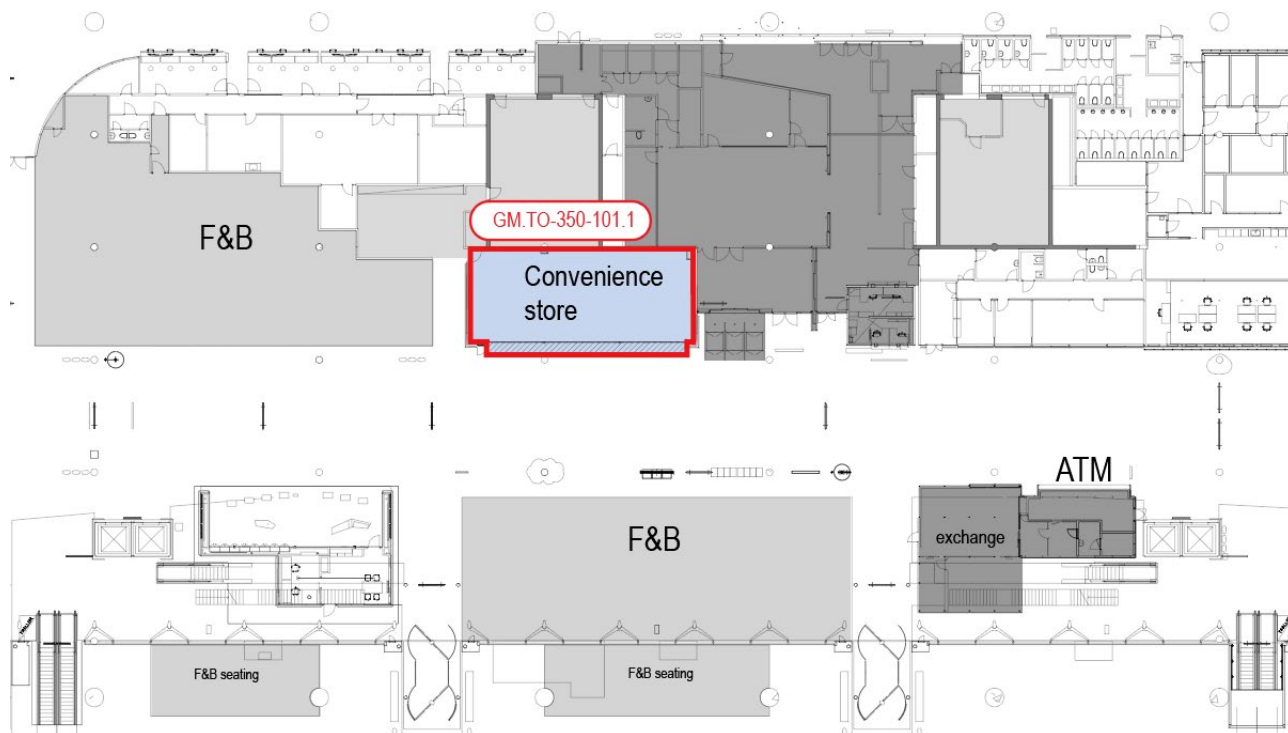 F&B
GM.TO-350-101.1
Convenience
store
ATM
F&B
exchange
F&B seating
F&B seating